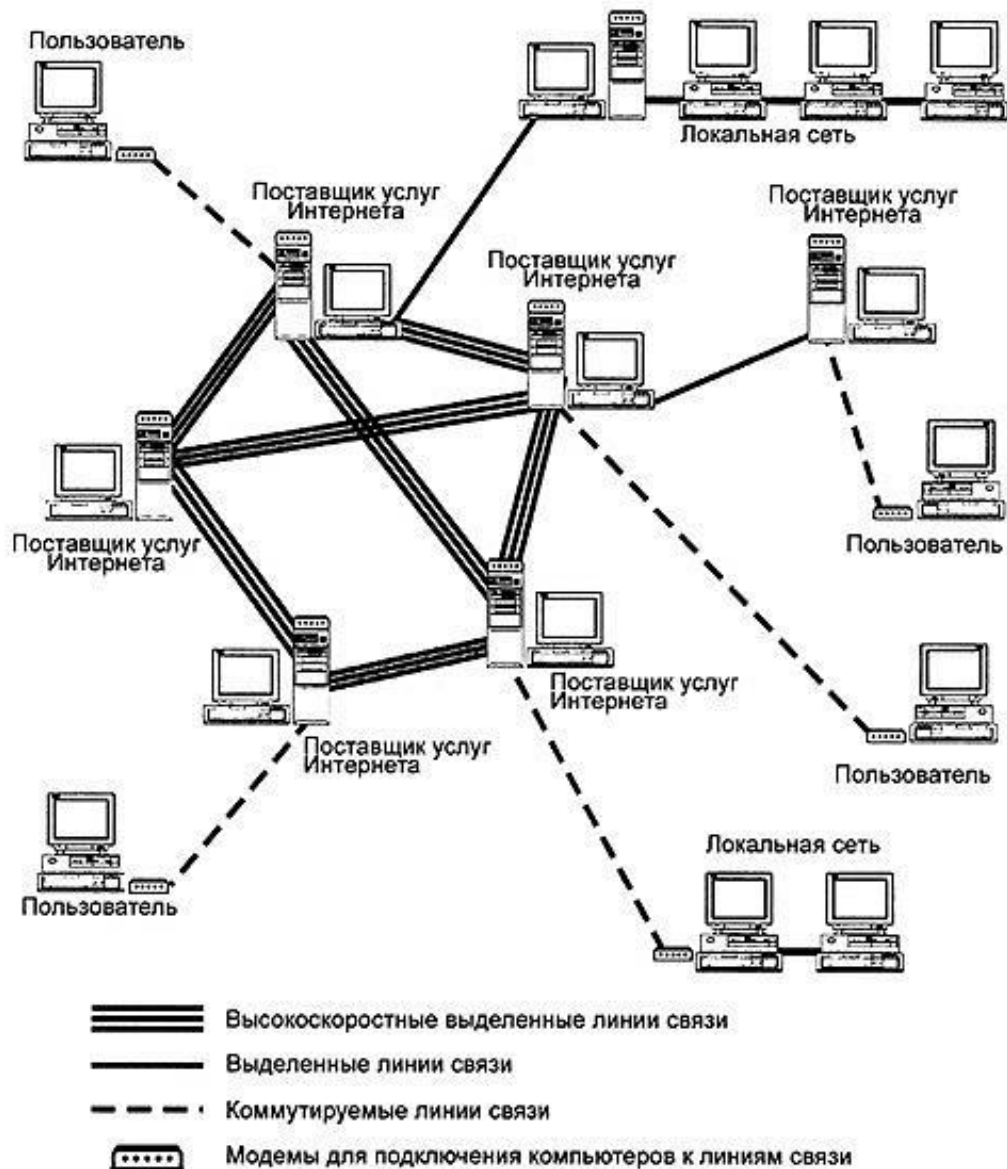 Пользователь
Локальная сеть
Поставщик услуг
Интернета
Поставщик услуг
Интернета
Поставщик услуг
Интернета
Поставщик услуг
Интернета
Пользователь
Поставщик услуг
Интернета
Поставщик услуг
Интернета
Пользователь
Локальная сеть
Пользователь
Высокоскоростные выделенные линии связи
Выделенные линии связи
Коммутируемые линии связи
Модемы для подключения компьютеров к линиям связи